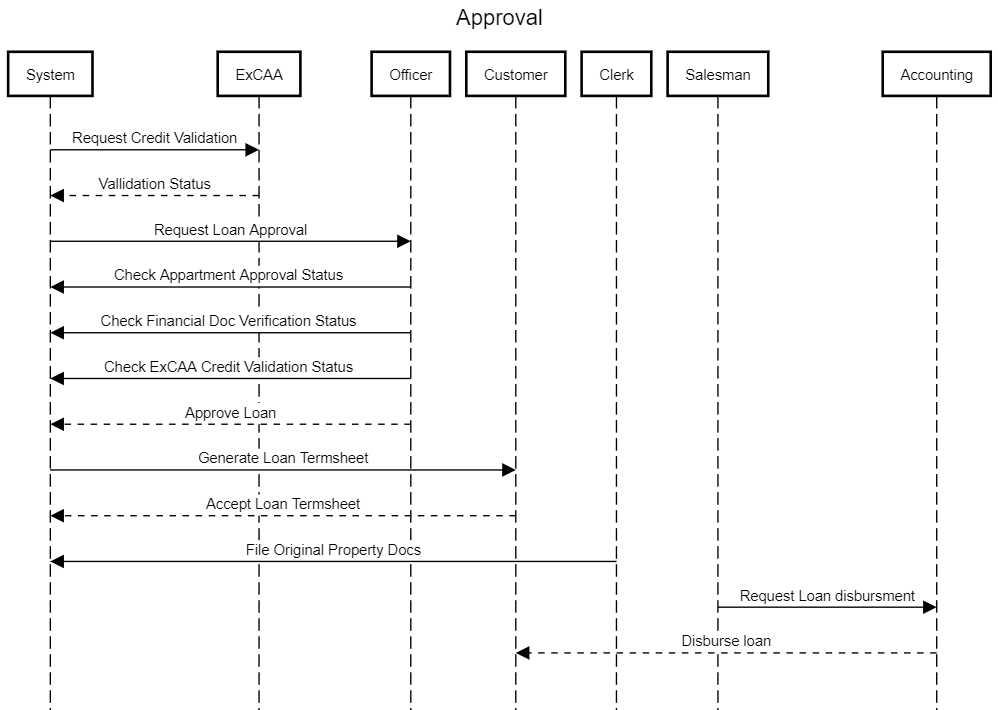 Approval
System
ExCAA
Officer
Customer
Clerk
Salesman
Accounting
Request Credit Validation
Vallidation Status
Request Loan Approval
Check Appartment Approval Status
Check Financial Doc Verification Status
Check ExCAA Credit Validation Status
Approve Loan
Generate Loan Termsheet
Accept Loan Termsheet
File Original Property Docs
Request Loan disbursment
Disburse loan